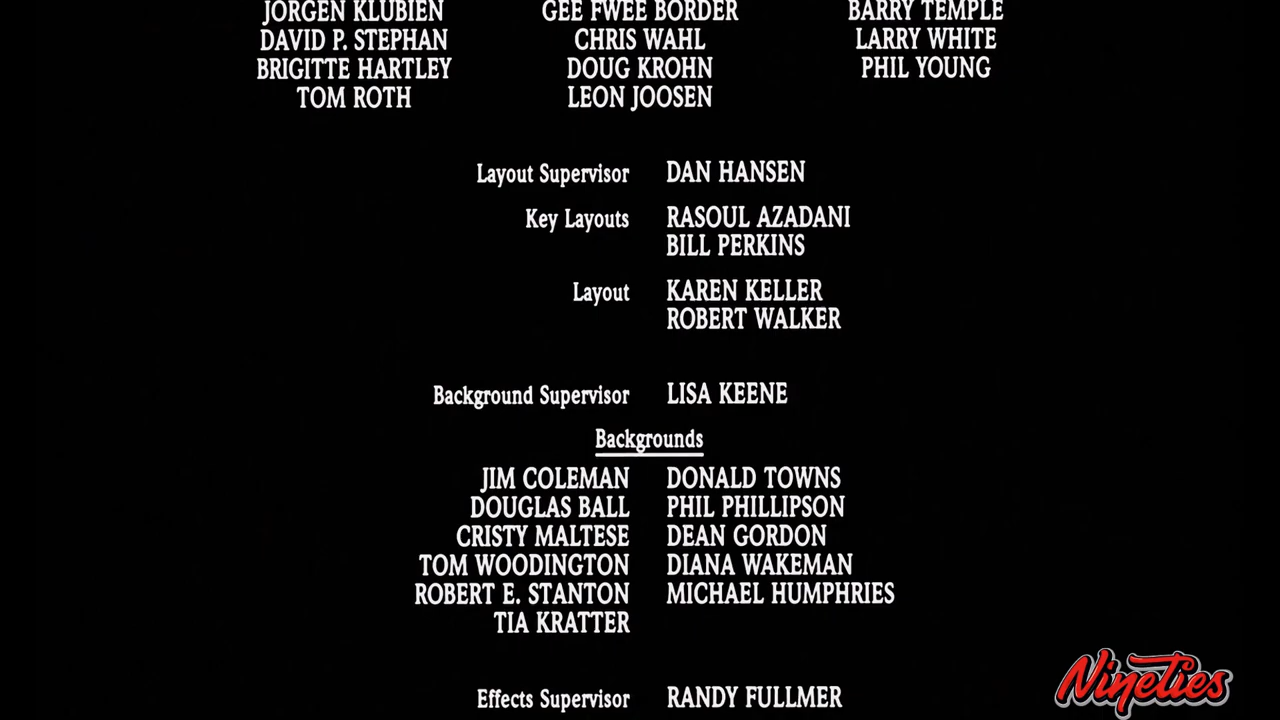 JORGEN KLUBIEN GEE FWEE BORDER BARRY TEMPLE
DAVID P. STEPHAN CHRIS WAHL LARRY WHITE
BRIGITTE HARTLEY DOUG KROHN PHIL YOUNG
TOM ROTH LEON JOOSEN
Layout Supervisor DAN HANSEN
Key Layouts RASOUL AZADANI
BILL PERKINS
Layout KAREN KELLER
ROBERT WALKER
Background Supervisor LISA KEENE
Backgrounds
JIM COLEMAN DONALD TOWNS
DOUGLAS BALL PHIL PHILLIPSON
CRISTY MALTESE DEAN GORDON
TOM WOODINGTON DIANA WAKEMAN
ROBERT E. STANTON MICHAEL HUMPHRIES
TIA KRATTER
Effects Supervisor RANDY FULLMER
Nineties